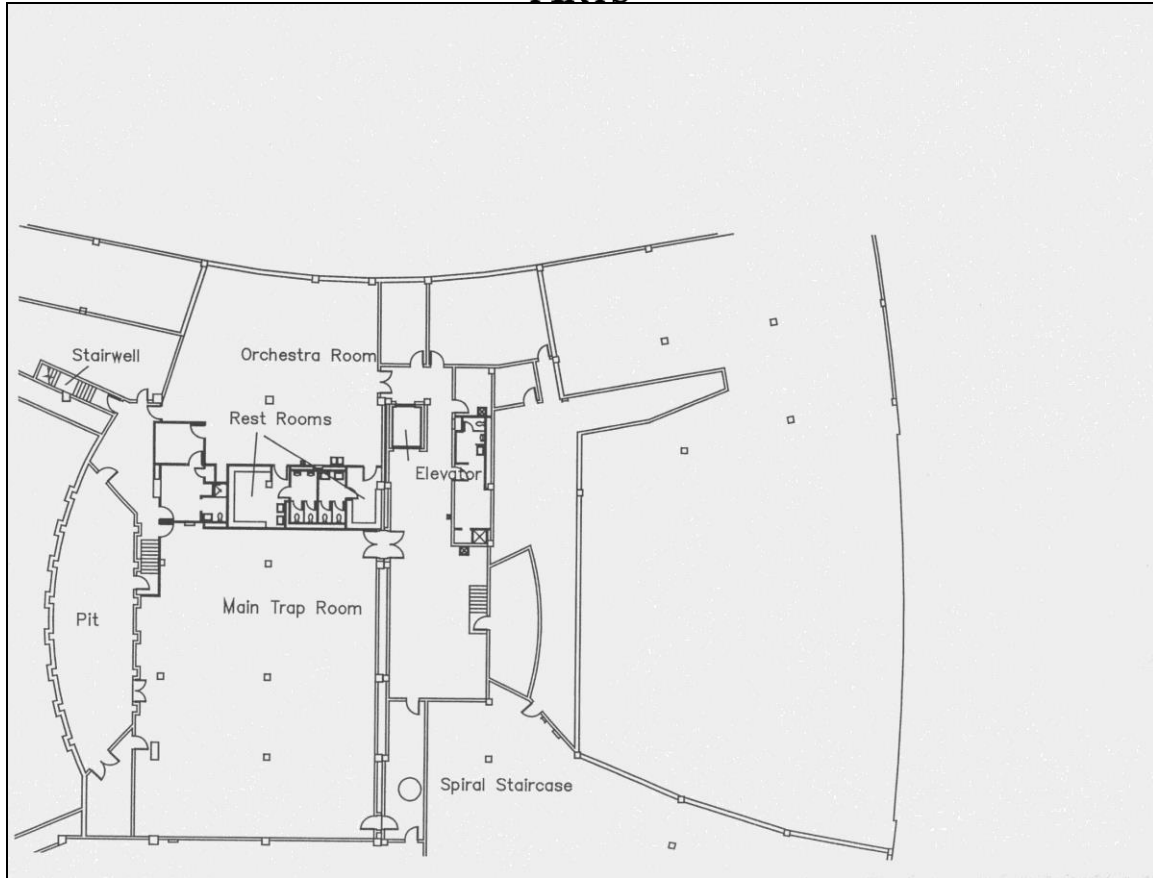 Stairwell
Orchestra Room
Rest Rooms
Elevator
Main Trap Room
Pit
Spiral Staircase